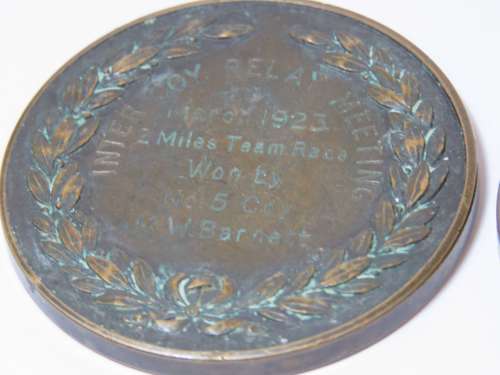 INTER COY. RELAY MEETING
March 1923
2 Miles Team Race
Won by
No 5 Coy
W. Barnett